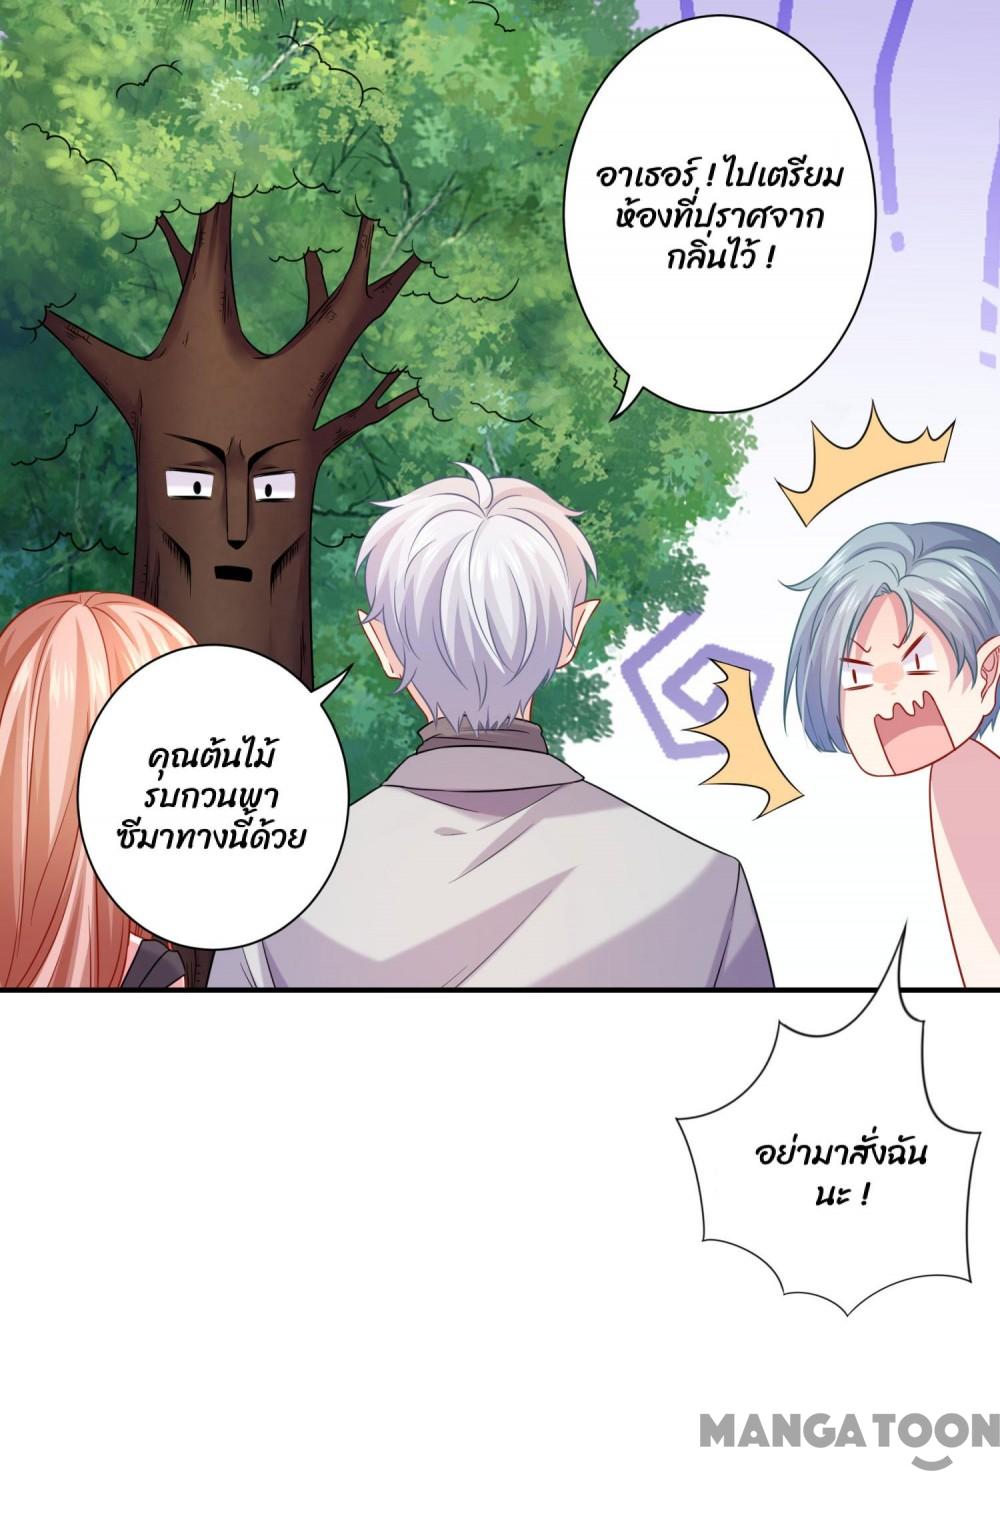 อาเธอร์ ! ไปเตรียม
ห้องที่ปราศจาก
กลิ่นไว้ !
คุณต้นไม้
รบกวนพา
ซีมาทางนี้ด้วย
อย่ามาสั่งฉัน
นะ !
MANGATOON